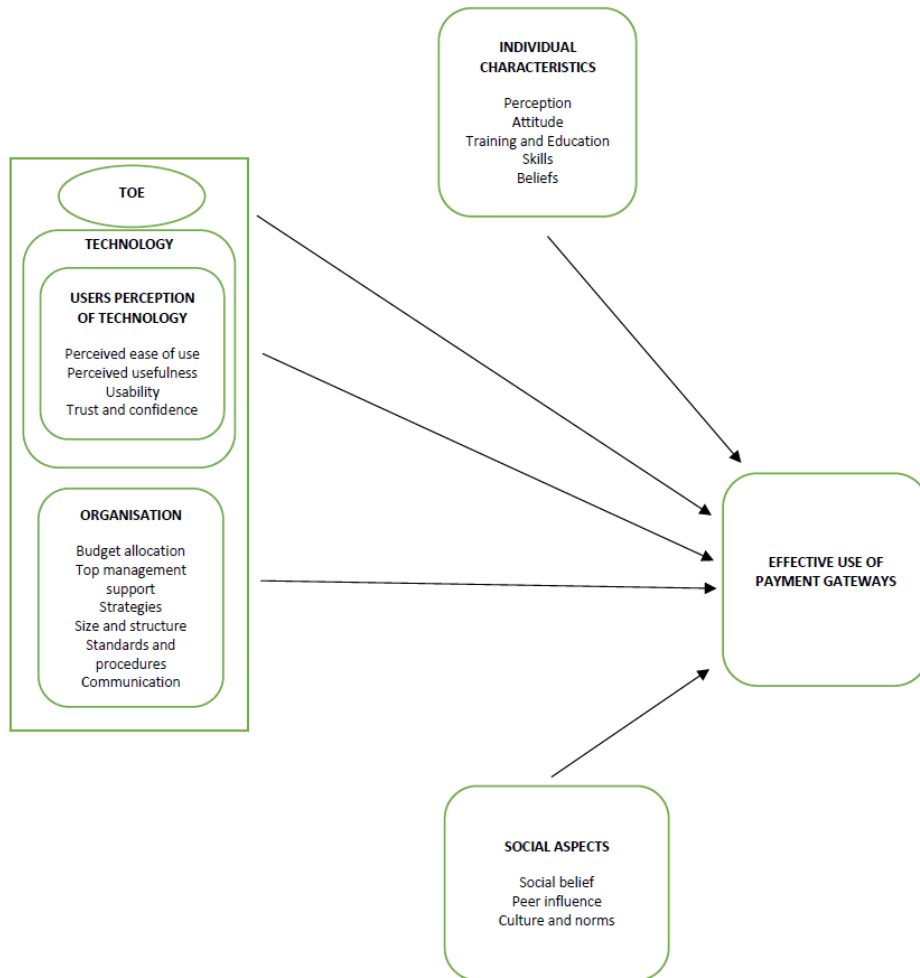 INDIVIDUAL
CHARACTERISTICS
Perception
Attitude
Training and Education
Skills
Beliefs
TOE
TECHNOLOGY
USERS PERCEPTION
OF TECHNOLOGY
Perceived ease of use
Perceived usefulness
Usability
Trust and confidence
ORGANISATION
Budget allocation
Top management
support
Strategies
Size and structure
Standards and
procedures
Communication
EFFECTIVE USE OF
PAYMENT GATEWAYS
SOCIAL ASPECTS
Social belief
Peer influence
Culture and norms